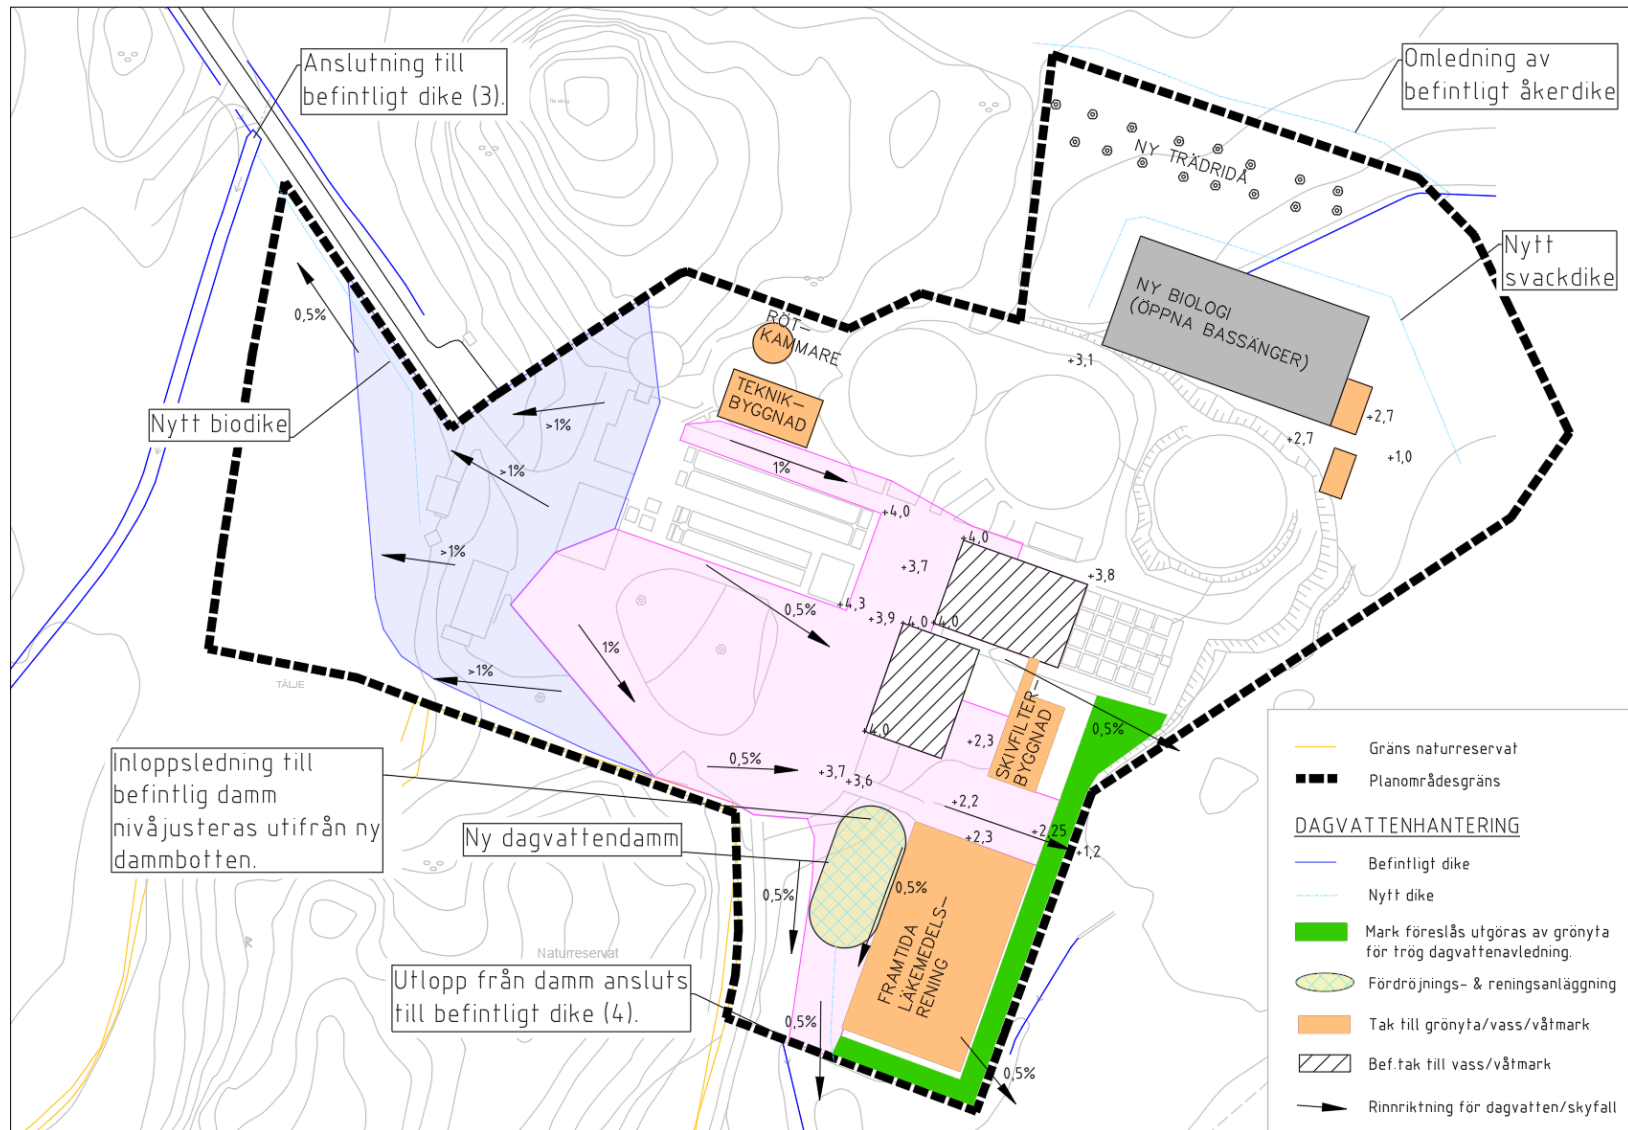 Anslutning till
befintligt dike (3).
Omledning av
befintligt åkerdike
NY TRÄDRIDÅ
Nytt
svackdike
NY BIOLOGI
(ÖPPNA BASSÄNGER)
RÖT-
KAMMARE
TEKNIK-
BYGGNAD
Nytt biodike
0,5%
>1%
>1%
>1%
>1%
1%
0,5%
1%
0,5%
+3,1
+2,7
+2,7
+1,0
+4,0
+4,0
+3,7
+3,8
+4,3
+3,9
+4,0
+4,0
+4,0
SKIVFILTER-
BYGGNAD
0,5%
+2,3
+3,7
+3,6
+2,2
+2,3
+2,25
+1,2
TÄLJE
Inloppsledning till
befintlig damm
nivåjusteras utifrån ny
dammbotten.
Ny dagvattendamm
0,5%
0,5%
FRAMTIDA
LÄKEMEDELS-
RENING
Naturreservat
Utlopp från damm ansluts
till befintligt dike (4).
0,5%
0,5%
Gräns naturreservat
Planområdesgräns
DAGVATTENHANTERING
Befintligt dike
Nytt dike
Mark föreslås utgöras av grönyta
för trög dagvattenavledning.
Fördröjnings- & reningsanläggning
Tak till grönyta/vass/våtmark
Bef.tak till vass/våtmark
Rinnriktning för dagvatten/skyfall